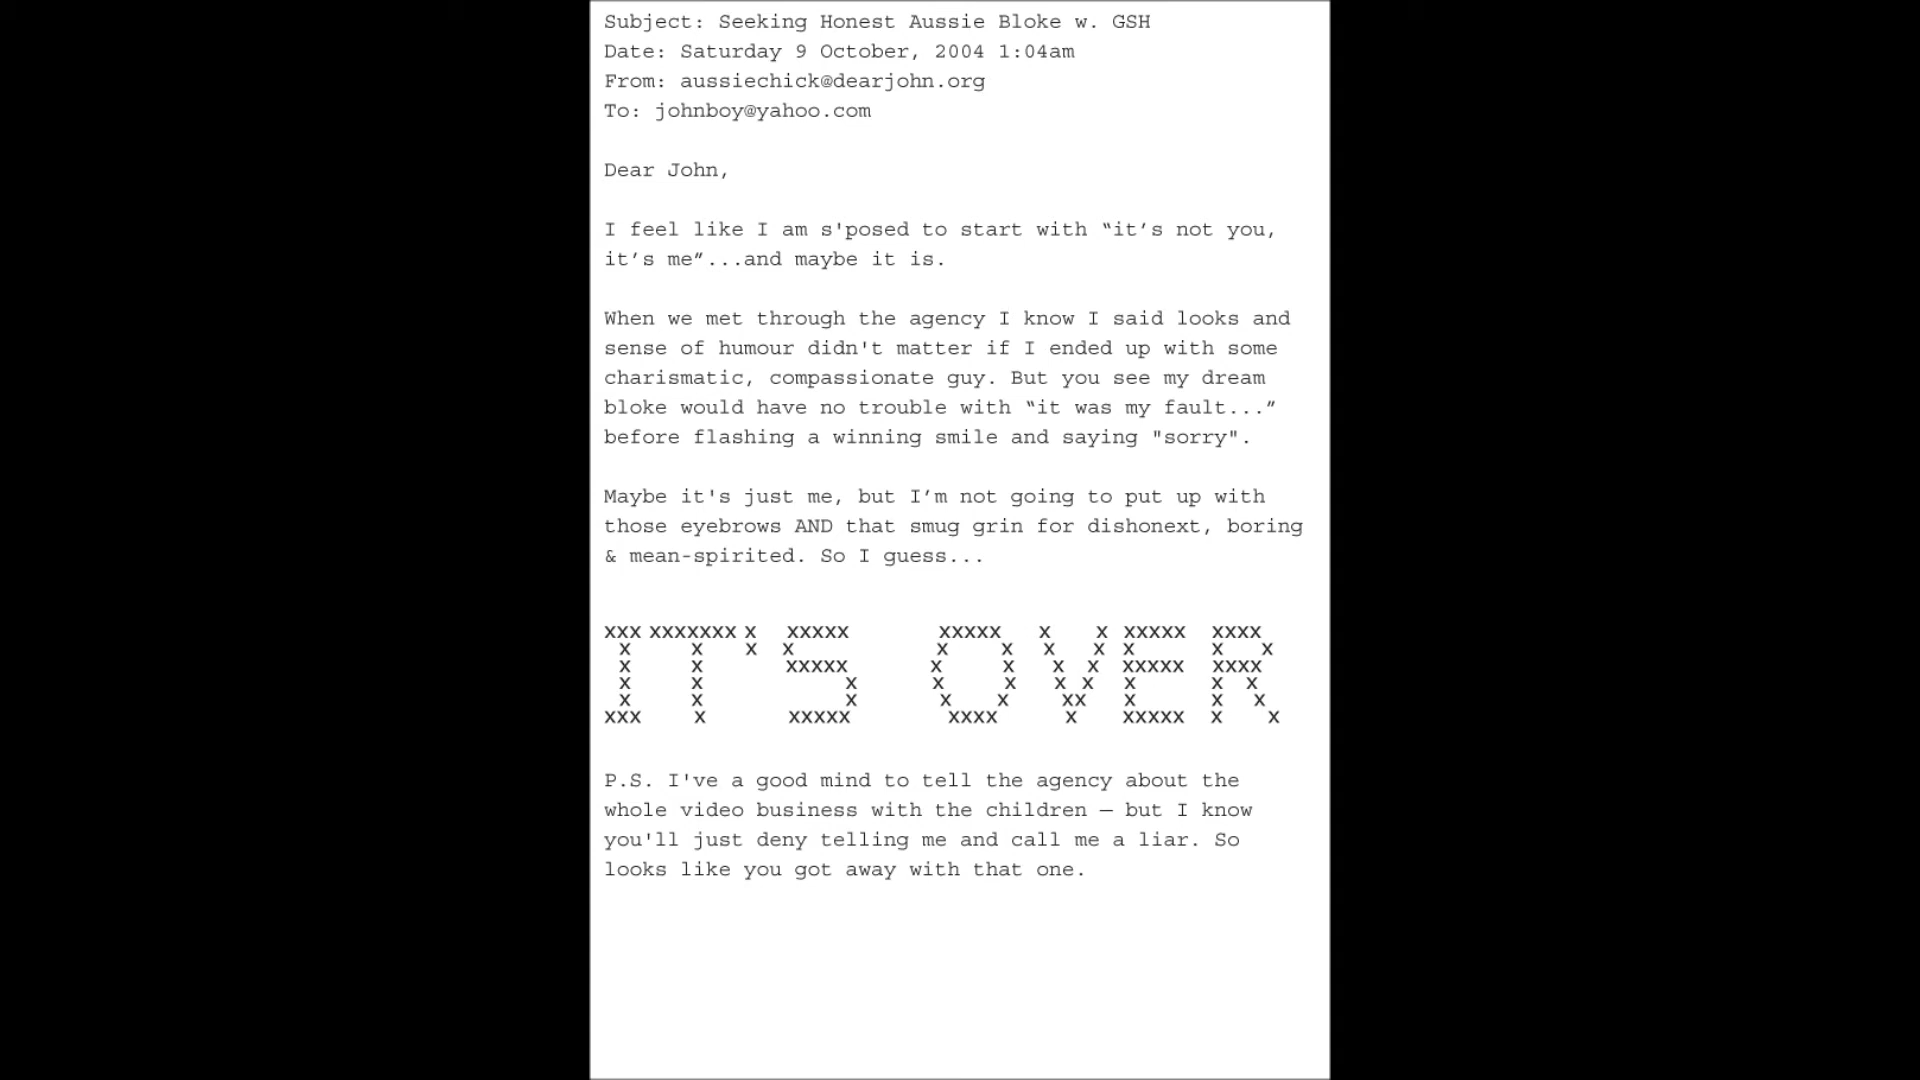 Subject: Seeking Honest Aussie Bloke w. GSH
Date: Saturday 9 October, 2004 1:04am
From: aussiechick@dearjohn.org
To: johnboy@yahoo.com
Dear John,
I feel like I am s'posed to start with “it’s not you,
it’s me”...and maybe it is.
When we met through the agency I know I said looks and
sense of humour didn't matter if I ended up with some
charismatic, compassionate guy. But you see my dream
bloke would have no trouble with “it was my fault...”
before flashing a winning smile and saying "sorry".
Maybe it's just me, but I’m not going to put up with
those eyebrows AND that smug grin for dishonext, boring
& mean-spirited. So I guess...
IT'S OVER
P.S. I've a good mind to tell the agency about the
whole video business with the children — but I know
you'll just deny telling me and call me a liar. So
looks like you got away with that one.